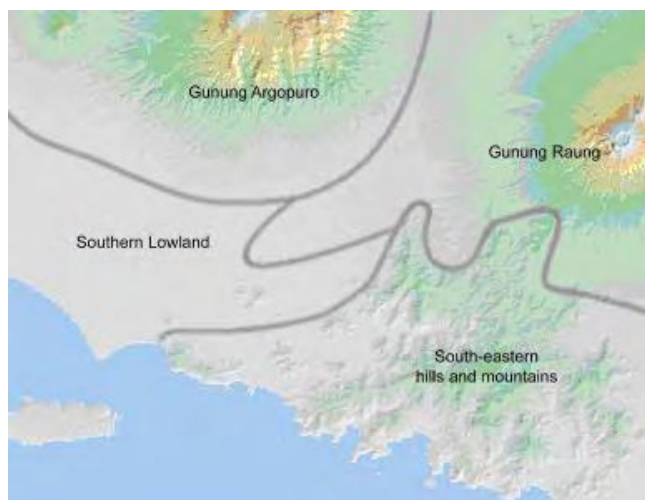 Gunung Argopuro
Gunung Raung
Southern Lowland
South-eastern
hills and mountains